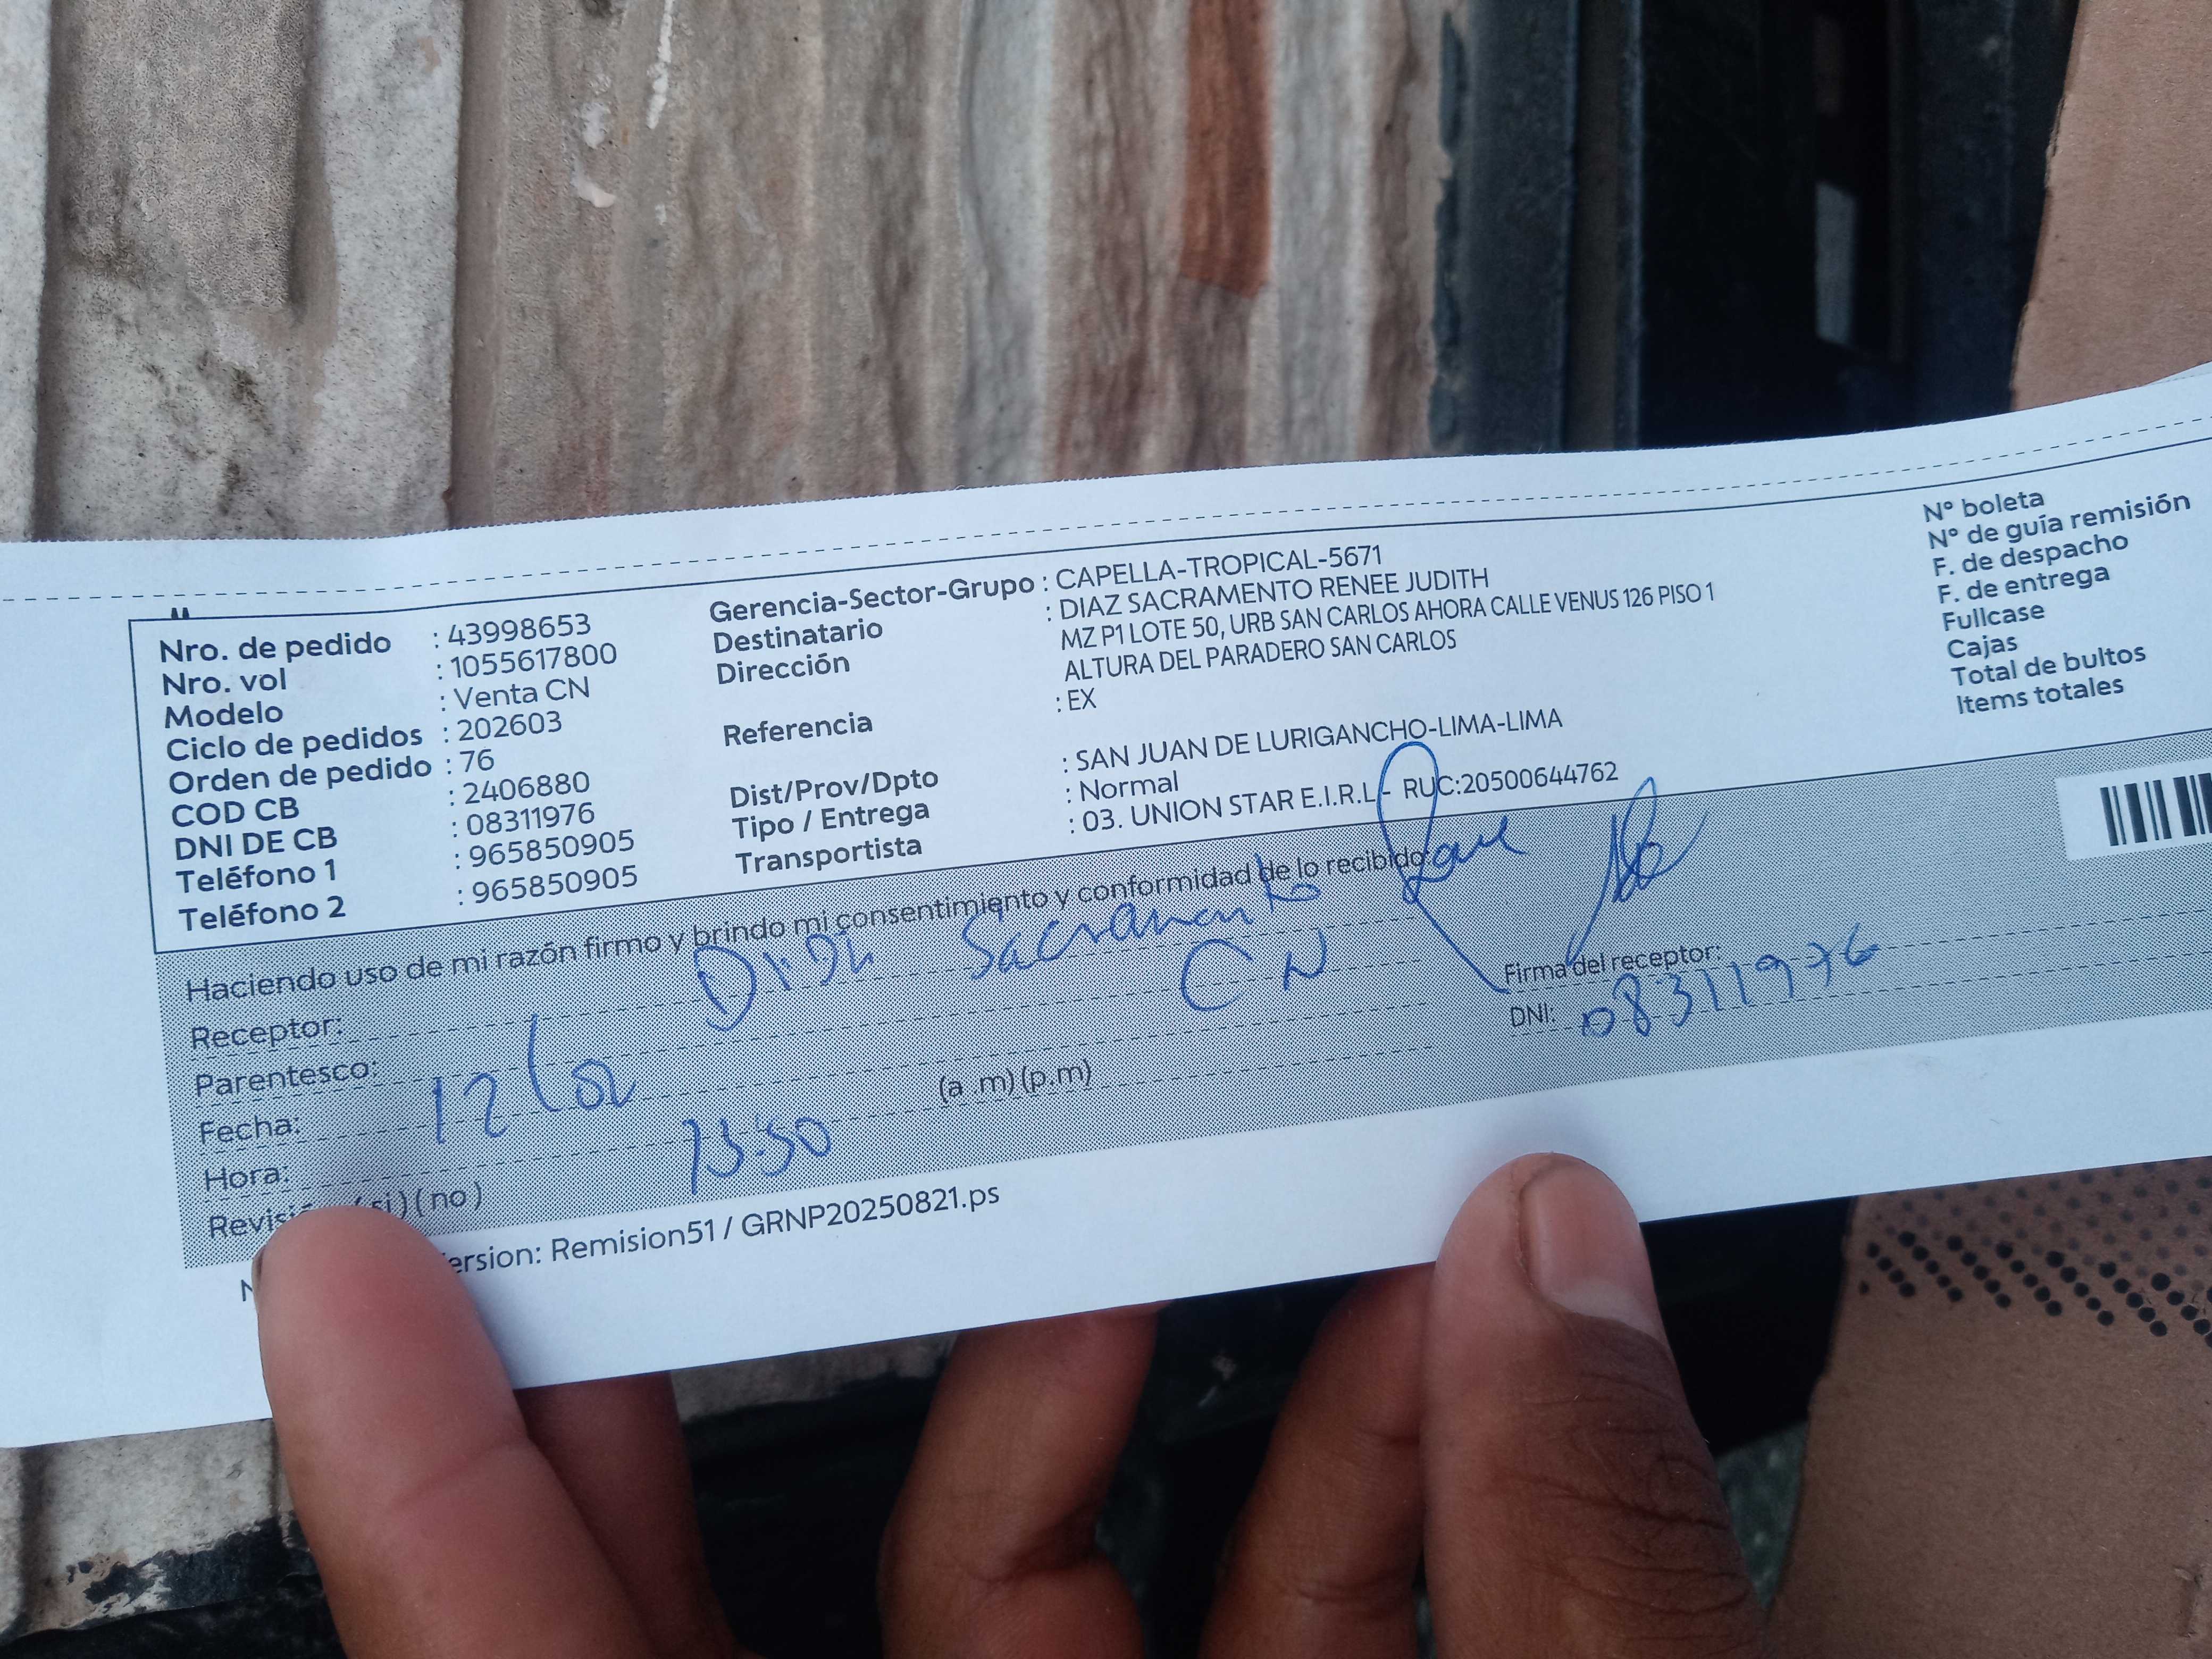 Nro. de pedido : 43998653
Nro. vol : 1055617800
Modelo : Venta CN
Ciclo de pedidos : 202603
Orden de pedido : 76
COD CB : 2406880
DNI DE CB : 08311976
Teléfono 1 : 965850905
Teléfono 2 : 965850905
Gerencia-Sector-Grupo : CAPELLA-TROPICAL-5671
Destinatario : DIAZ SACRAMENTO RENEE JUDITH
Dirección MZ P1 LOTE 50, URB SAN CARLOS AHORA CALLE VENUS 126 PISO 1
ALTURA DEL PARADERO SAN CARLOS
Referencia : EX
Dist/Prov/Dpto : SAN JUAN DE LURIGANCHO-LIMA-LIMA
Tipo / Entrega : Normal
Transportista : 03. UNION STAR E.I.R.L - RUC:20500644762
N° boleta
N° de guía remisión
F. de despacho
F. de entrega
Fullcase
Cajas
Total de bultos
Items totales
Haciendo uso de mi razón firmo y brindo mi consentimiento y conformidad de lo recibido:
Receptor: Sacramento
Parentesco: CN
Fecha: 12/02
Hora: 13:50 (a .m) (p.m)
(si) (no)
Firma del receptor:
DNI: 08311976
ersion: Remision51 / GRNP20250821.ps